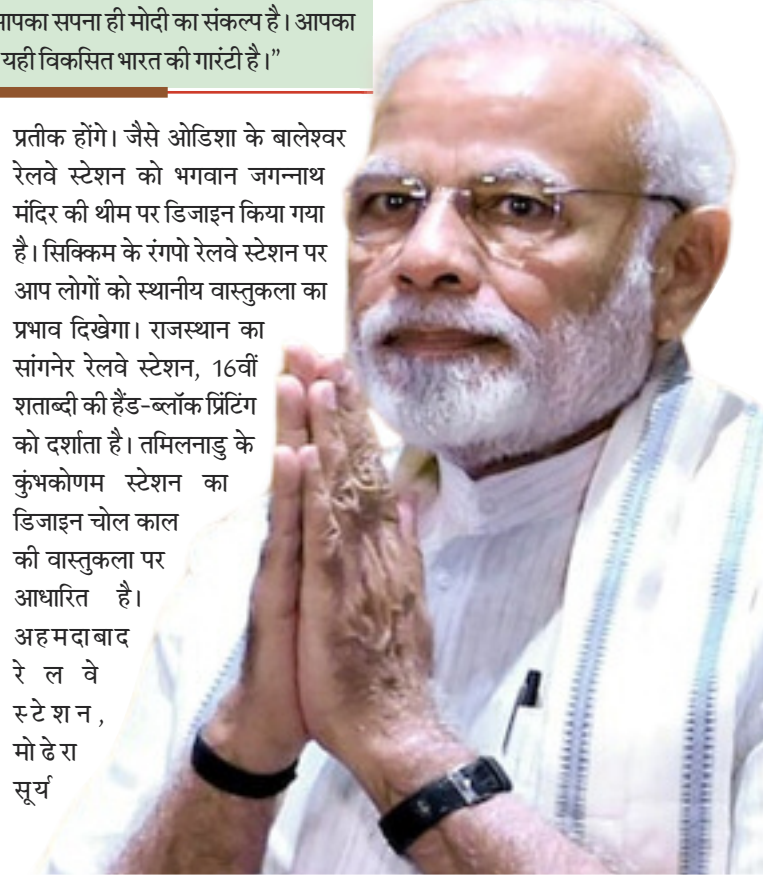 आपका सपना ही मोदी का संकल्प है। आपका
यही विकसित भारत की गारंटी है।”
प्रतीक होंगे। जैसे ओडिशा के बालेश्वर
रेलवे स्टेशन को भगवान जगन्नाथ
मंदिर की थीम पर डिजाइन किया गया
है। सिक्किम के रंगपो रेलवे स्टेशन पर
आप लोगों को स्थानीय वास्तुकला का
प्रभाव दिखेगा। राजस्थान का
सांगनेर रेलवे स्टेशन, 16वीं
शताब्दी की हैंड-ब्लॉक प्रिंटिंग
को दर्शाता है। तमिलनाडु के
कुंभकोणम स्टेशन का
डिजाइन चोल काल
की वास्तुकला पर
आधारित है।
अहमदाबाद
रेलवे
स्टेशन,
मोढेरा
सूर्य